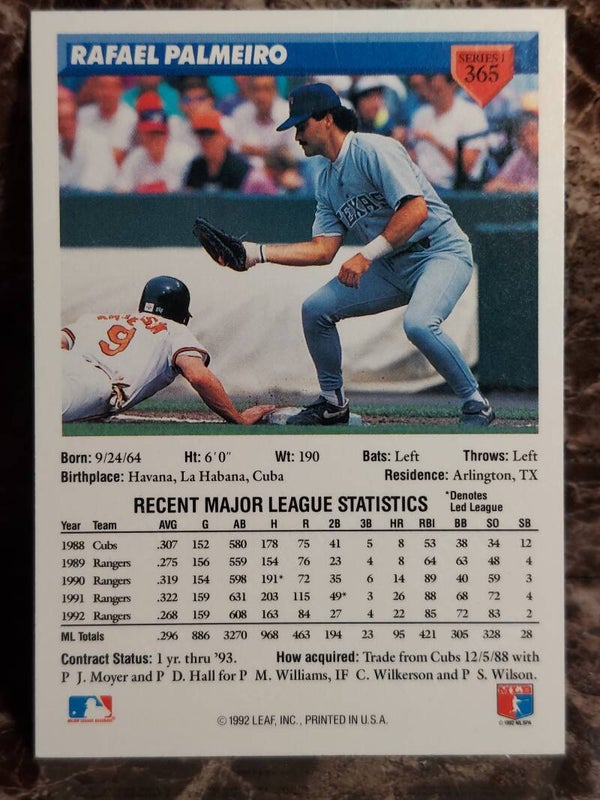 RAFAEL PALMEIRO
SERIES 1
365
TEXAS
9
Born: 9/24/64 Ht: 6'0" Wt: 190 Bats: Left Throws: Left
Birthplace: Havana, La Habana, Cuba Residence: Arlington, TX
RECENT MAJOR LEAGUE STATISTICS *Denotes
Led League
Year Team AVG G AB H R 2B 3B HR RBI BB SO SB
1988 Cubs .307 152 580 178 75 41 5 8 53 38 34 12
1989 Rangers .275 156 559 154 76 23 4 8 64 63 48 4
1990 Rangers .319 154 598 191* 72 35 6 14 89 40 59 3
1991 Rangers .322 159 631 203 115 49* 3 26 88 68 72 4
1992 Rangers .268 159 608 163 84 27 4 22 85 72 83 2
ML Totals .296 886 3270 968 463 194 23 95 421 305 328 28
Contract Status: 1 yr. thru '93. How acquired: Trade from Cubs 12/5/88 with
P J. Moyer and P D. Hall for P M. Williams, IF C. Wilkerson and P S. Wilson.
MAJOR LEAGUE BASEBALL
©1992 LEAF, INC., PRINTED IN U.S.A.
© 1992 MLBPA